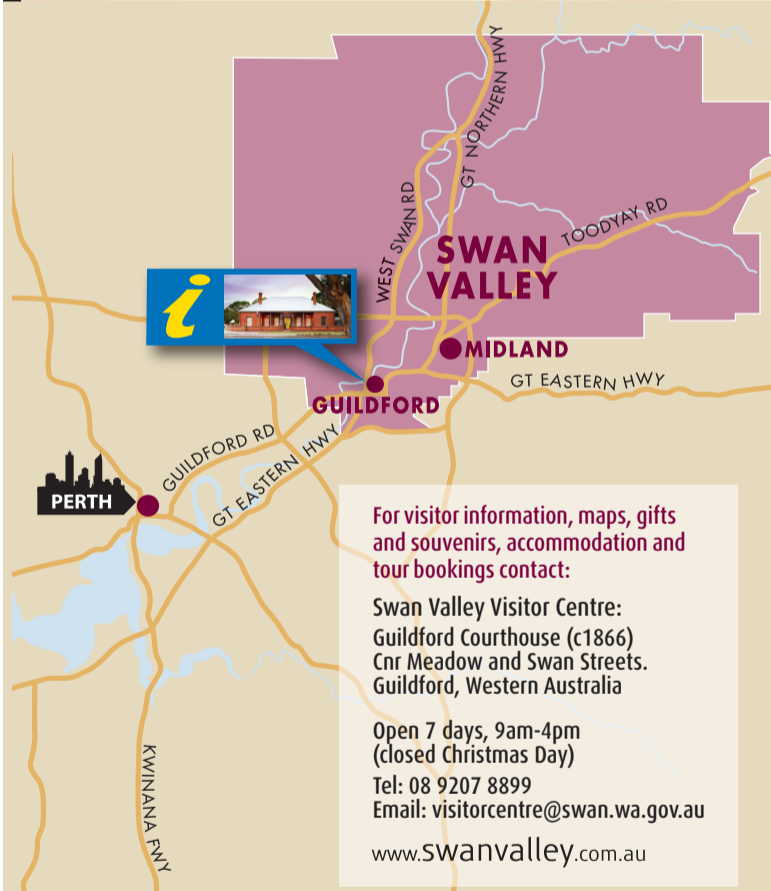 GT NORTHERN HWY
WEST SWAN RD
TOODYAY RD
SWAN
VALLEY
i
MIDLAND
GT EASTERN HWY
GUILDFORD
GUILDFORD RD
GT EASTERN HWY
PERTH
KWINANA FWY
For visitor information, maps, gifts
and souvenirs, accommodation and
tour bookings contact:
Swan Valley Visitor Centre:
Guildford Courthouse (c1866)
Cnr Meadow and Swan Streets.
Guildford, Western Australia
Open 7 days, 9am-4pm
(closed Christmas Day)
Tel: 08 9207 8899
Email: visitorcentre@swan.wa.gov.au
www.swanvalley.com.au